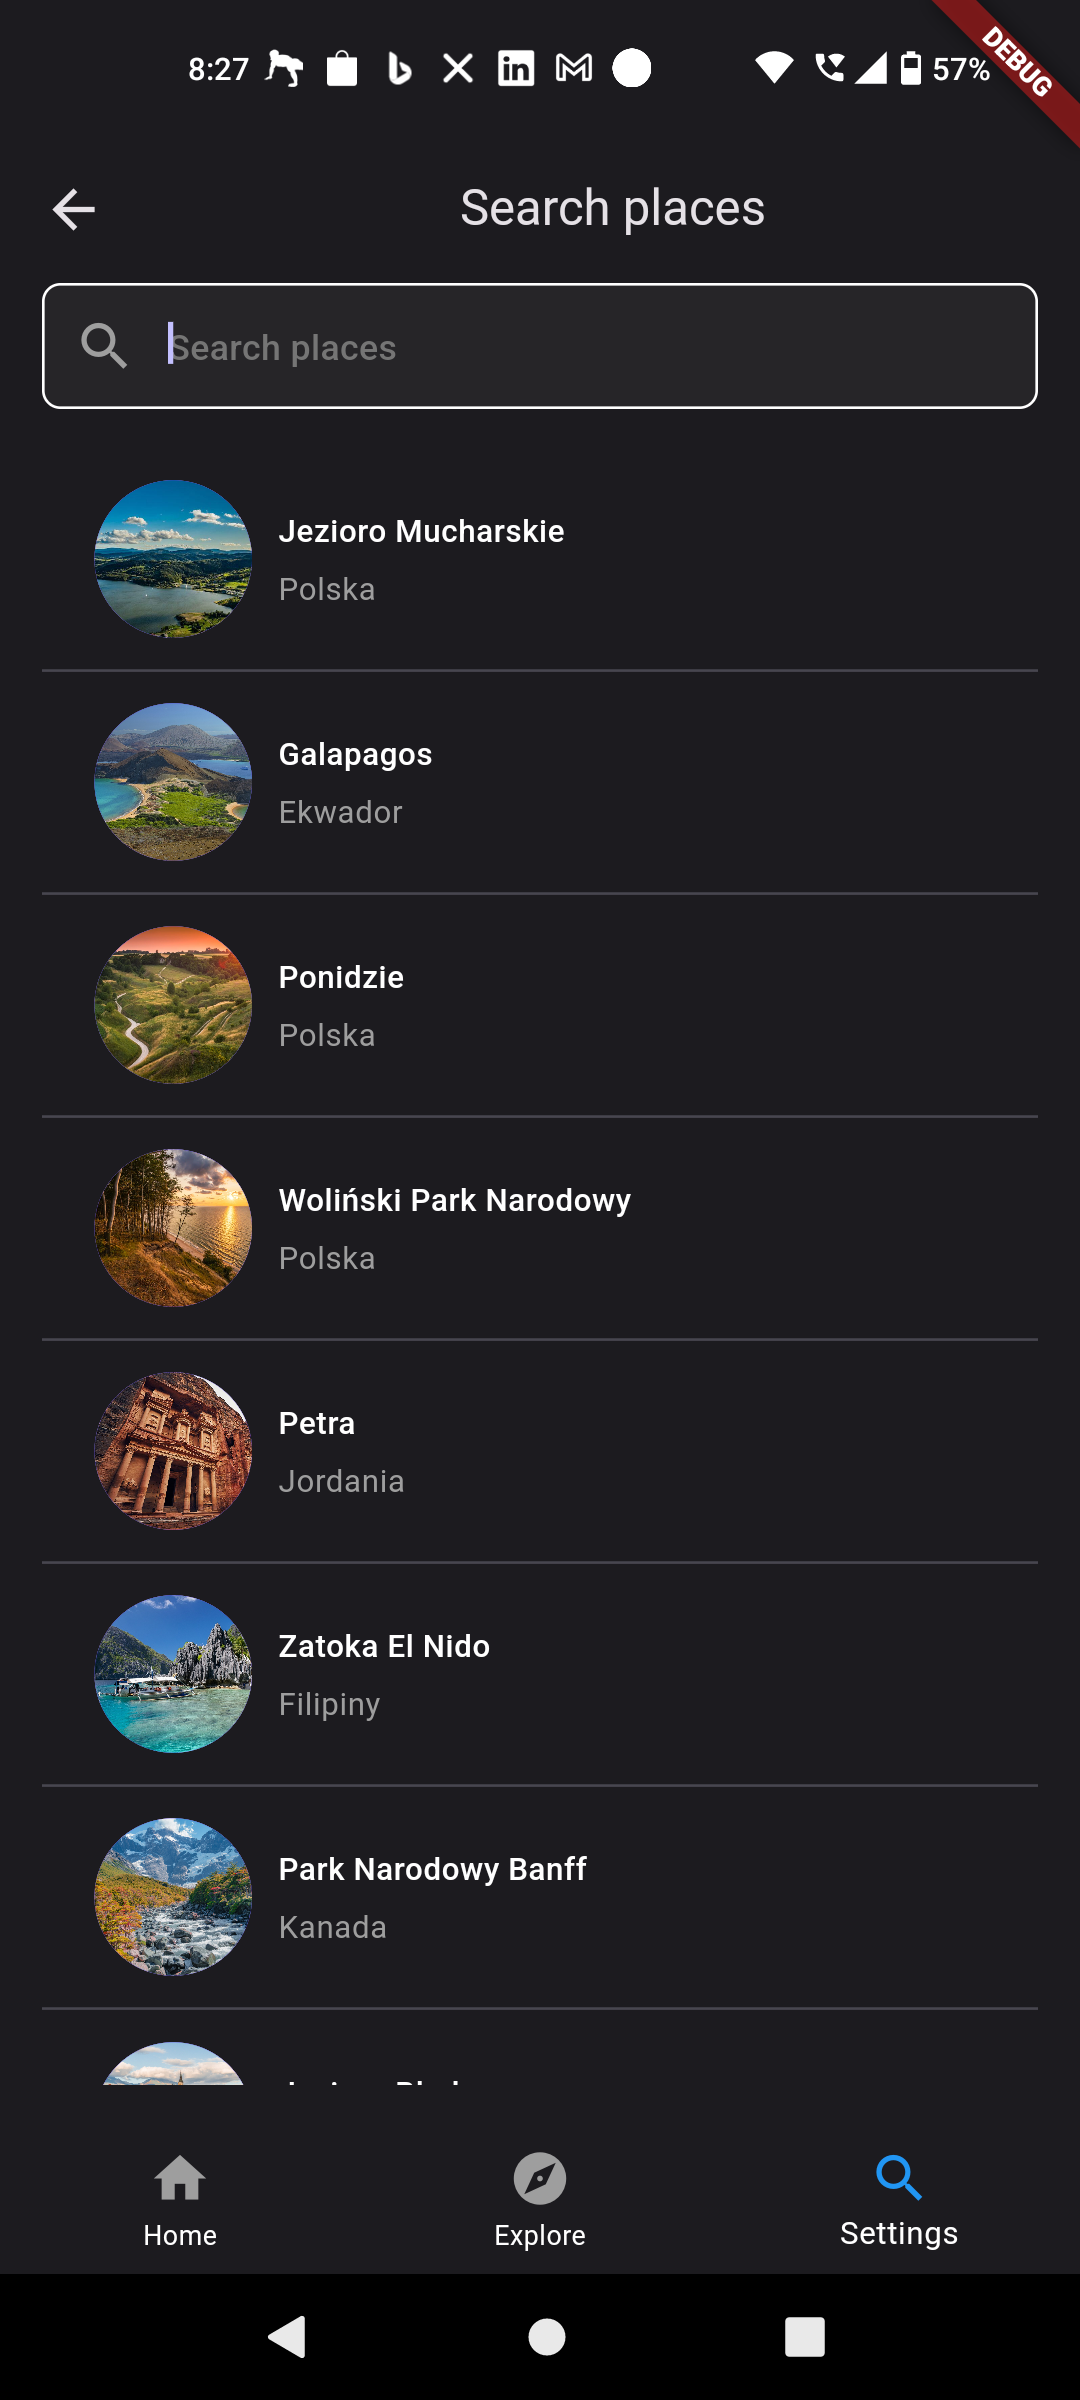 8:27
57%
DEBUG
Search places
Search places
Jezioro Mucharskie
Polska
Galapagos
Ekwador
Ponidzie
Polska
Woliński Park Narodowy
Polska
Petra
Jordania
Zatoka El Nido
Filipiny
Park Narodowy Banff
Kanada
Home
Explore
Settings